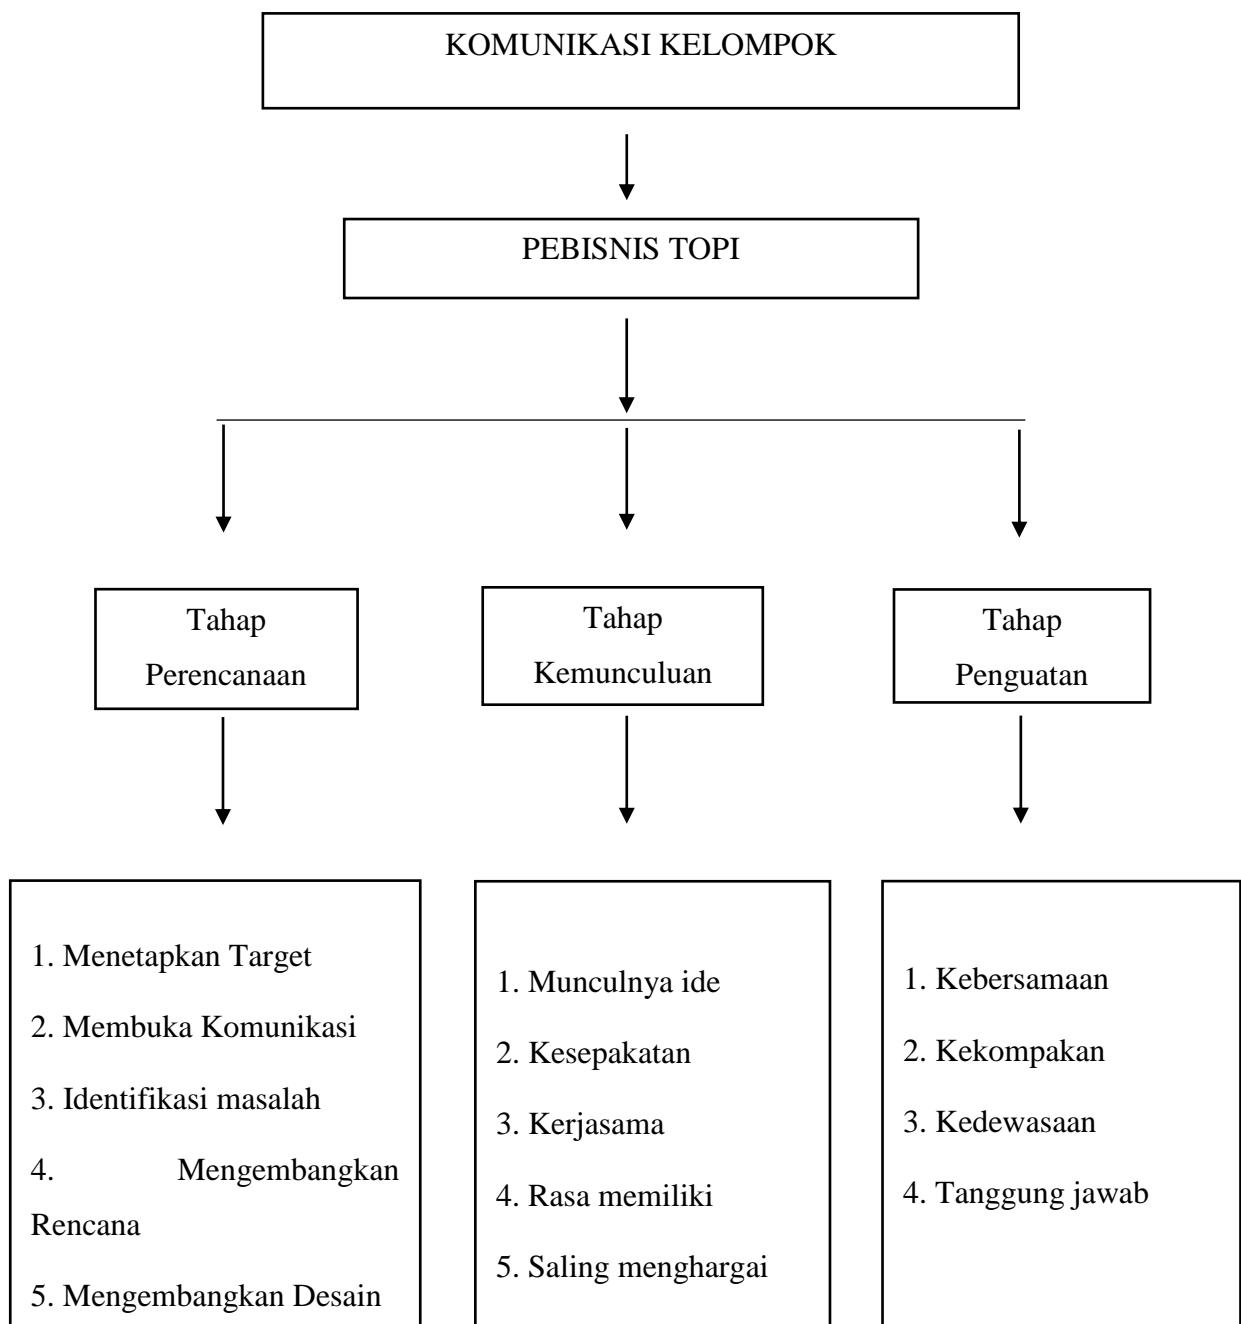 KOMUNIKASI KELOMPOK
PEBISNIS TOPI
Tahap
Perencanaan
Tahap
Kemunculuan
Tahap
Penguatan
1. Menetapkan Target
2. Membuka Komunikasi
3. Identifikasi masalah
4. Mengembangkan
Rencana
5. Mengembangkan Desain
1. Munculnya ide
2. Kesepakatan
3. Kerjasama
4. Rasa memiliki
5. Saling menghargai
1. Kebersamaan
2. Kekompakan
3. Kedewasaan
4. Tanggung jawab